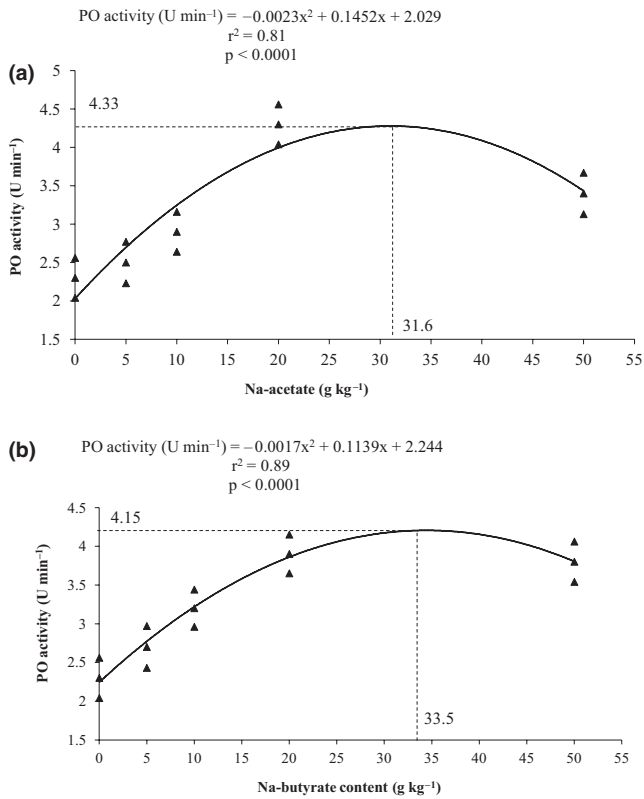 PO activity (U min⁻¹) = −0.0023x² + 0.1452x + 2.029
r² = 0.81
p < 0.0001
(a)
5
4.5
4
3.5
3
2.5
2
1.5
4.33
31.6
PO activity (U min⁻¹)
0 5 10 15 20 25 30 35 40 45 50 55
Na-acetate (g kg⁻¹)
(b)
PO activity (U min⁻¹) = −0.0017x² + 0.1139x + 2.244
r² = 0.89
p < 0.0001
4.5
4
3.5
3
2.5
2
1.5
4.15
33.5
PO activity (U min⁻¹)
0 5 10 15 20 25 30 35 40 45 50 55
Na-butyrate content (g kg⁻¹)